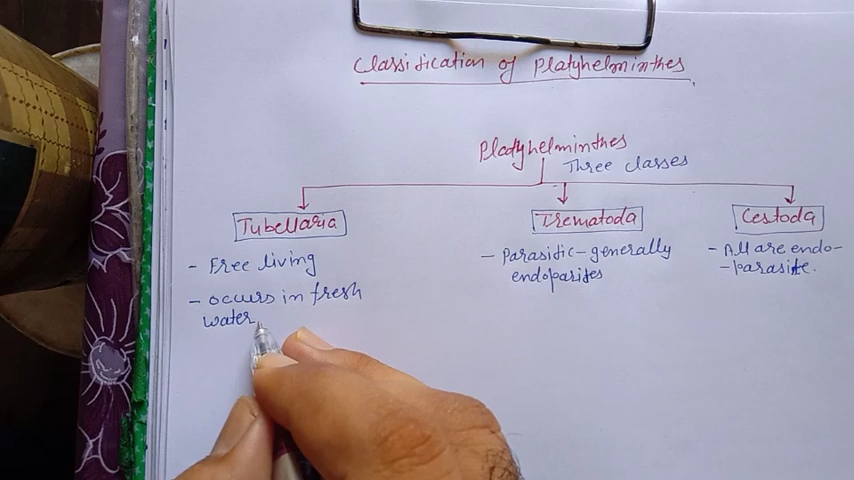 Classification of Platyhelminthes
Platyhelminthes
Three classes
Tubellaria
- Free living
- occurs in fresh
water
Trematoda
- Parasitic-generally
endoparites
Cestoda
- All are endo-
-parasite.